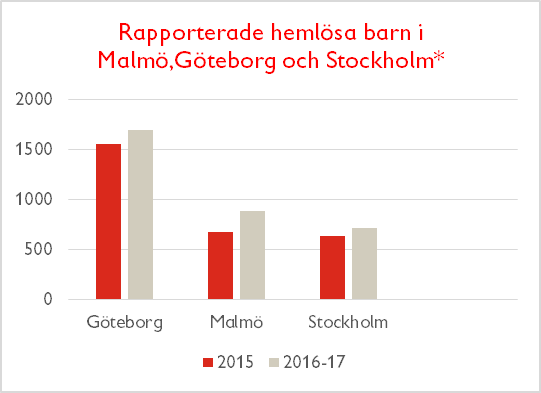 Rapporterade hemlösa barn i
Malmö,Göteborg och Stockholm*
2000
1500
1000
500
0
Göteborg Malmö Stockholm
2015 2016-17